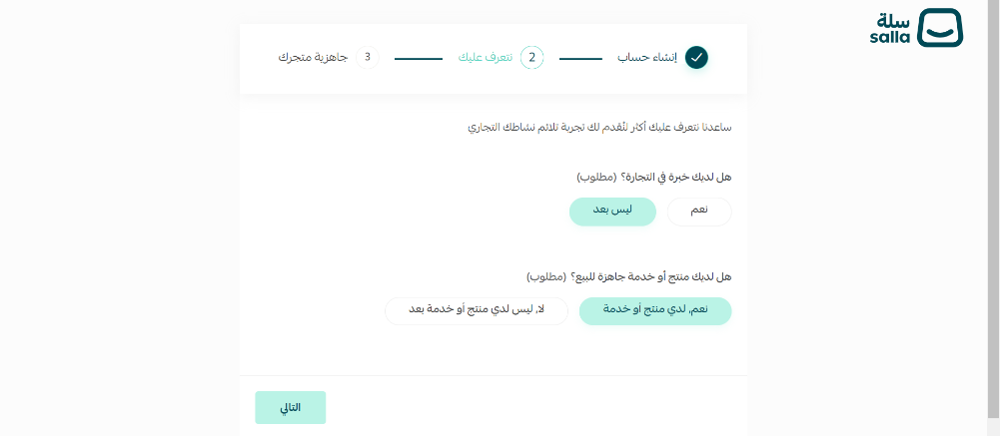 سلة
salla
إنشاء حساب
2 نتعرف عليك
3 جاهزية متجرك
ساعدنا نتعرف عليك أكثر لنُقدم لك تجربة تلائم نشاطك التجاري
هل لديك خبرة في التجارة؟ (مطلوب)
نعم
ليس بعد
هل لديك منتج أو خدمة جاهزة للبيع؟ (مطلوب)
نعم, لدي منتج أو خدمة
لا, ليس لدي منتج أو خدمة بعد
التالي